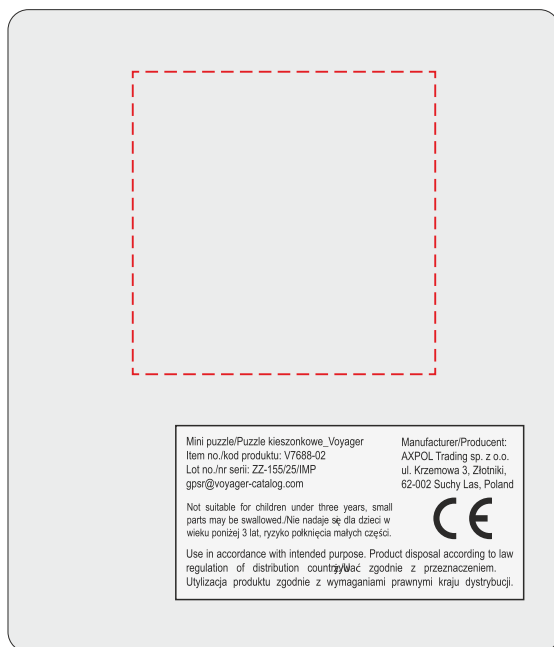 Mini puzzle/Puzzle kieszonkowe_Voyager
Item no./kod produktu: V7688-02
Lot no./nr serii: ZZ-155/25/IMP
gpsr@voyager-catalog.com
Not suitable for children under three years, small
parts may be swallowed./Nie nadaje się dla dzieci w
wieku poniżej 3 lat, ryzyko połknięcia małych części.
Manufacturer/Producent:
AXPOL Trading sp. z o.o.
ul. Krzemowa 3, Złotniki,
62-002 Suchy Las, Poland
CE
Use in accordance with intended purpose. Product disposal according to law
regulation of distribution zgodnie z przeznaczeniem.
Utylizacja produktu zgodnie z wymaganiami prawnymi kraju dystrybucji.